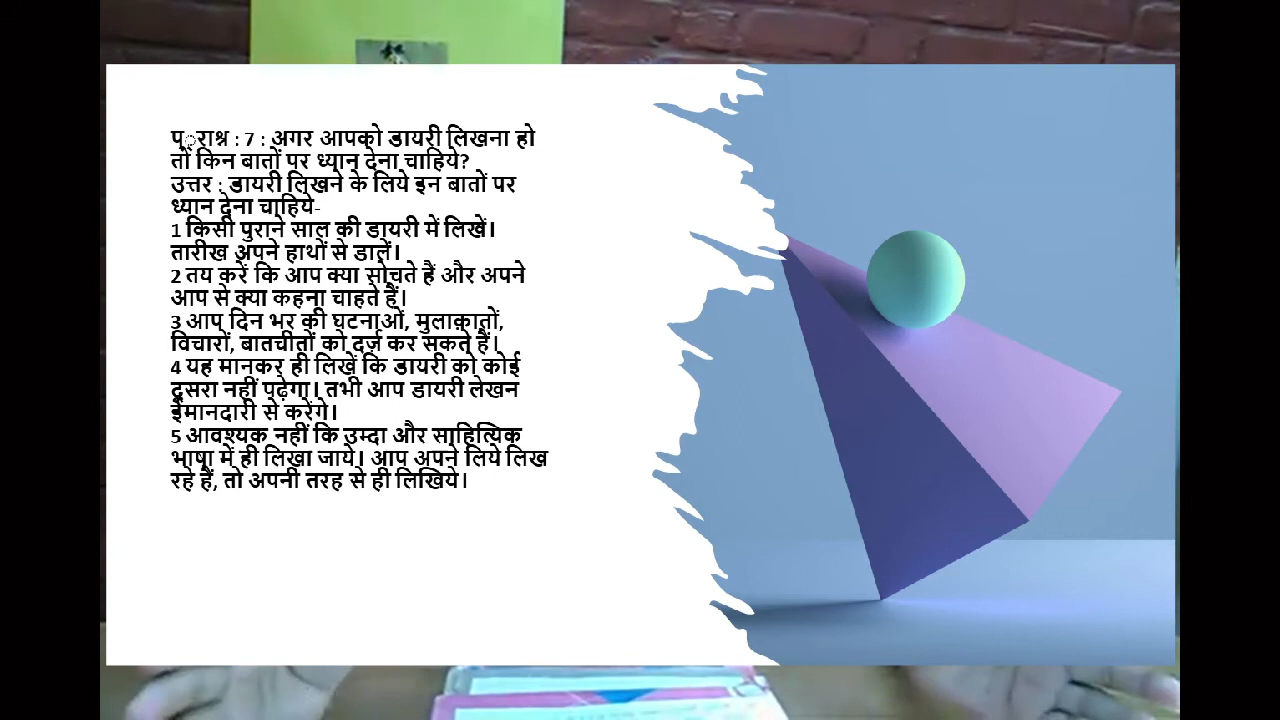 प्राश्न : 7 : अगर आपको डायरी लिखना हो
तो किन बातों पर ध्यान देना चाहिये?
उत्तर : डायरी लिखने के लिये इन बातों पर
ध्यान देना चाहिये-
1 किसी पुराने साल की डायरी में लिखें।
तारीख अपने हाथों से डालें।
2 तय करें कि आप क्या सोचते हैं और अपने
आप से क्या कहना चाहते हैं।
3 आप दिन भर की घटनाओं, मुलाक़ातों,
विचारों, बातचीतों को दर्ज़ कर सकते हैं।
4 यह मानकर ही लिखें कि डायरी को कोई
दूसरा नहीं पढ़ेगा। तभी आप डायरी लेखन
ईमानदारी से करेंगे।
5 आवश्यक नहीं कि उम्दा और साहित्यिक
भाषा में ही लिखा जाये। आप अपने लिये लिख
रहे हैं, तो अपनी तरह से ही लिखिये।